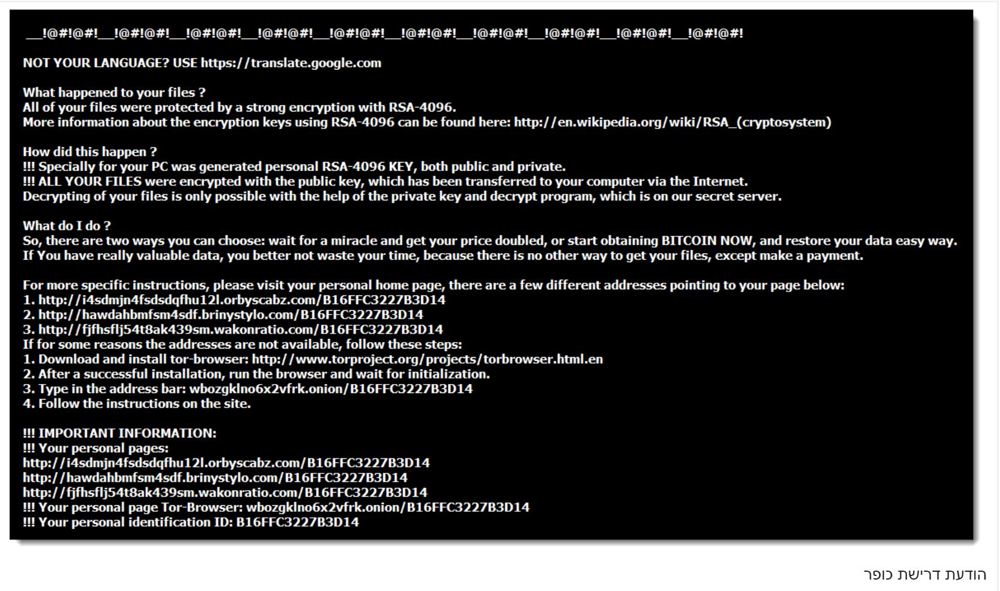 __!@#!@#!__!@#!@#!__!@#!@#!__!@#!@#!__!@#!@#!__!@#!@#!__!@#!@#!__!@#!@#!__!@#!@#!__!@#!@#!
NOT YOUR LANGUAGE? USE https://translate.google.com
What happened to your files ?
All of your files were protected by a strong encryption with RSA-4096.
More information about the encryption keys using RSA-4096 can be found here: http://en.wikipedia.org/wiki/RSA_(cryptosystem)
How did this happen ?
!!! Specially for your PC was generated personal RSA-4096 KEY, both public and private.
!!! ALL YOUR FILES were encrypted with the public key, which has been transferred to your computer via the Internet.
Decrypting of your files is only possible with the help of the private key and decrypt program, which is on our secret server.
What do I do ?
So, there are two ways you can choose: wait for a miracle and get your price doubled, or start obtaining BITCOIN NOW, and restore your data easy way.
If You have really valuable data, you better not waste your time, because there is no other way to get your files, except make a payment.
For more specific instructions, please visit your personal home page, there are a few different addresses pointing to your page below:
1. http://i4sdmjn4fsdsdqfhu12l.orbyscabz.com/B16FFC3227B3D14
2. http://hawdahbmfsm4sdf.brinystylo.com/B16FFC3227B3D14
3. http://fjfhsflj54t8ak439sm.wakonratio.com/B16FFC3227B3D14
If for some reasons the addresses are not available, follow these steps:
1. Download and install tor-browser: http://www.torproject.org/projects/torbrowser.html.en
2. After a successful installation, run the browser and wait for initialization.
3. Type in the address bar: wbozgklno6x2vfrk.onion/B16FFC3227B3D14
4. Follow the instructions on the site.
!!! IMPORTANT INFORMATION:
!!! Your personal pages:
http://i4sdmjn4fsdsdqfhu12l.orbyscabz.com/B16FFC3227B3D14
http://hawdahbmfsm4sdf.brinystylo.com/B16FFC3227B3D14
http://fjfhsflj54t8ak439sm.wakonratio.com/B16FFC3227B3D14
!!! Your personal page Tor-Browser: wbozgklno6x2vfrk.onion/B16FFC3227B3D14
!!! Your personal identification ID: B16FFC3227B3D14
הודעת דרישת כופר